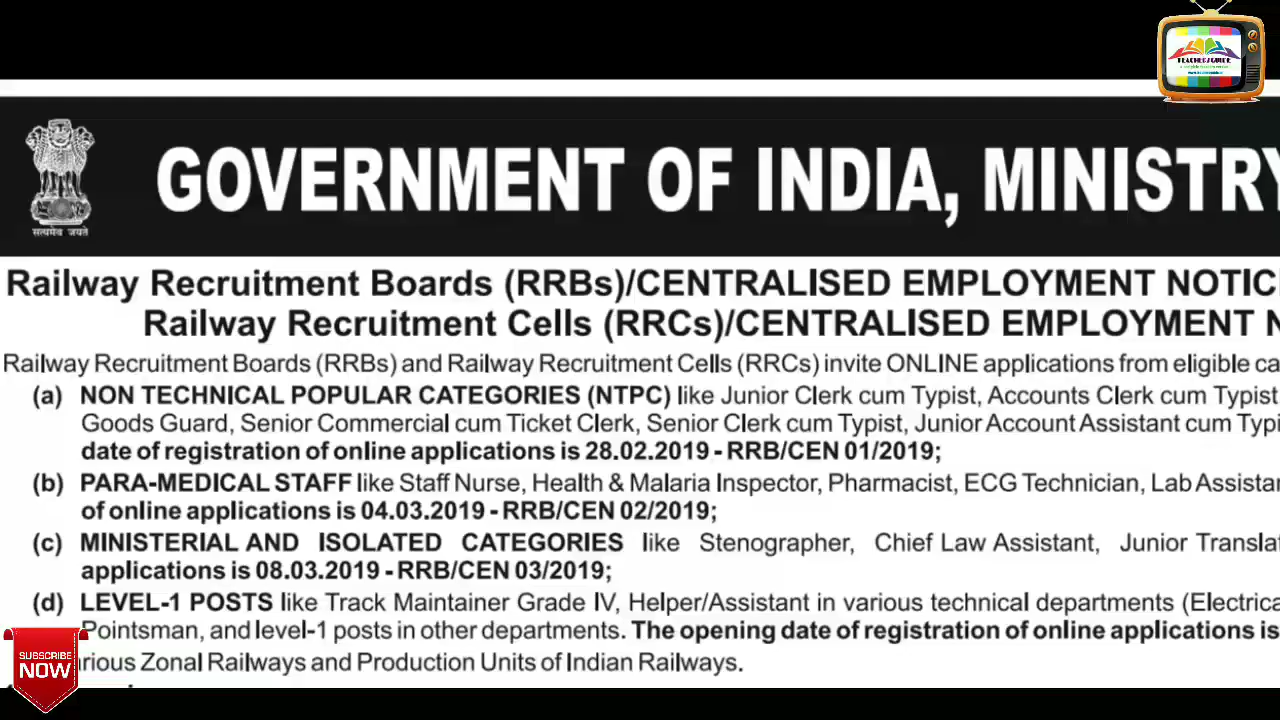 TEACHERS GUIDE
GOVERNMENT OF INDIA, MINISTRY
सत्यमेव जयते
Railway Recruitment Boards (RRBs)/CENTRALISED EMPLOYMENT NOTIC
Railway Recruitment Cells (RRCs)/CENTRALISED EMPLOYMENT N
Railway Recruitment Boards (RRBs) and Railway Recruitment Cells (RRCs) invite ONLINE applications from eligible ca
(a) NON TECHNICAL POPULAR CATEGORIES (NTPC) like Junior Clerk cum Typist, Accounts Clerk cum Typist,
Goods Guard, Senior Commercial cum Ticket Clerk, Senior Clerk cum Typist, Junior Account Assistant cum Typi
date of registration of online applications is 28.02.2019 - RRB/CEN 01/2019;
(b) PARA-MEDICAL STAFF like Staff Nurse, Health & Malaria Inspector, Pharmacist, ECG Technician, Lab Assistan
of online applications is 04.03.2019 - RRB/CEN 02/2019;
(c) MINISTERIAL AND ISOLATED CATEGORIES like Stenographer, Chief Law Assistant, Junior Translat
applications is 08.03.2019 - RRB/CEN 03/2019;
(d) LEVEL-1 POSTS like Track Maintainer Grade IV, Helper/Assistant in various technical departments (Electrica
Pointsman, and level-1 posts in other departments. The opening date of registration of online applications is
rious Zonal Railways and Production Units of Indian Railways.
SUBSCRIBE
NOW